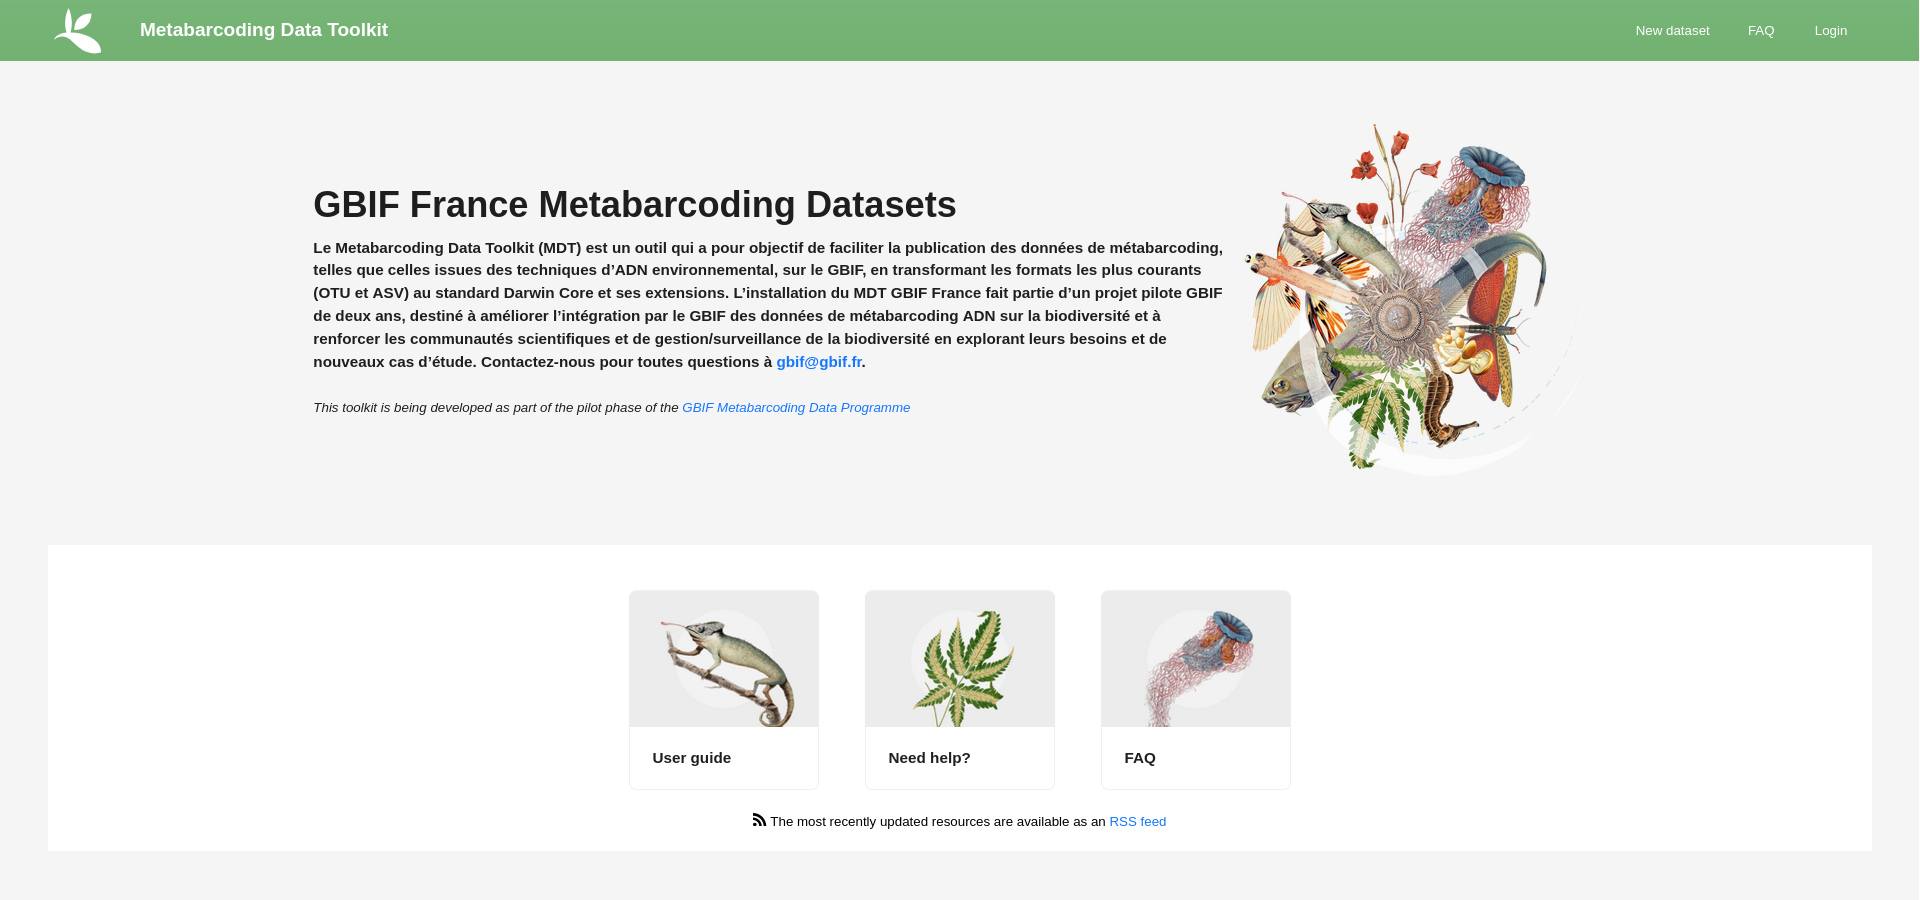 Metabarcoding Data Toolkit
New dataset
FAQ
Login
GBIF France Metabarcoding Datasets
Le Metabarcoding Data Toolkit (MDT) est un outil qui a pour objectif de faciliter la publication des données de métabarcoding,
telles que celles issues des techniques d’ADN environnemental, sur le GBIF, en transformant les formats les plus courants
(OTU et ASV) au standard Darwin Core et ses extensions. L’installation du MDT GBIF France fait partie d’un projet pilote GBIF
de deux ans, destiné à améliorer l’intégration par le GBIF des données de métabarcoding ADN sur la biodiversité et à
renforcer les communautés scientifiques et de gestion/surveillance de la biodiversité en explorant leurs besoins et de
nouveaux cas d’étude. Contactez-nous pour toutes questions à gbif@gbif.fr.
This toolkit is being developed as part of the pilot phase of the GBIF Metabarcoding Data Programme
User guide
Need help?
FAQ
The most recently updated resources are available as an RSS feed